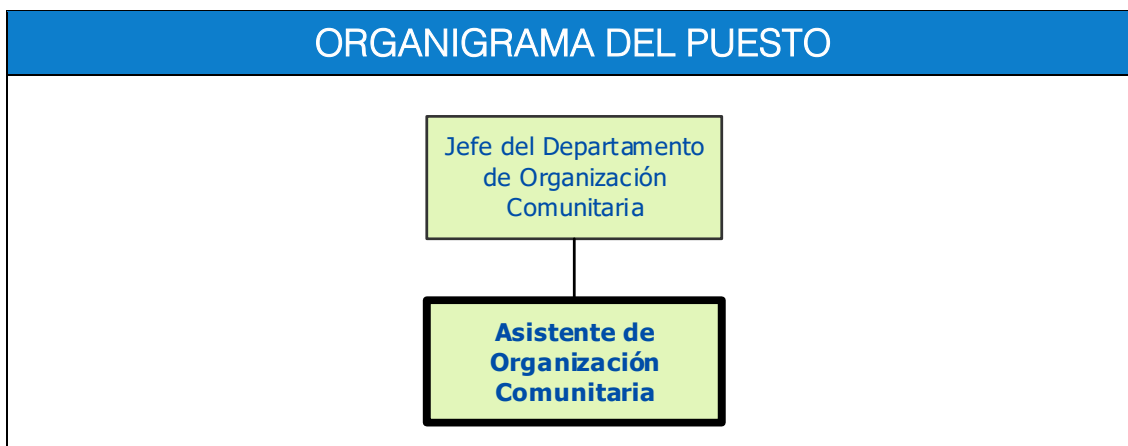 ORGANIGRAMA DEL PUESTO
Jefe del Departamento
de Organización
Comunitaria
Asistente de
Organización
Comunitaria